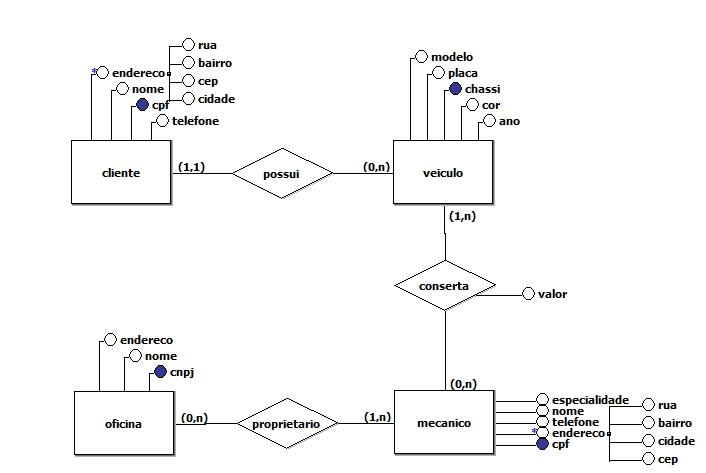 rua
* endereco
bairro
nome
cep
cpf
cidade
telefone
modelo
placa
chassi
cor
ano
cliente
(1,1)
possui
(0,n)
veiculo
(1,n)
conserta
valor
endereco
nome
cnpj
(0,n)
especialidade
nome
telefone
* endereco
cpf
rua
bairro
cidade
cep
oficina
(0,n)
proprietario
(1,n)
mecanico